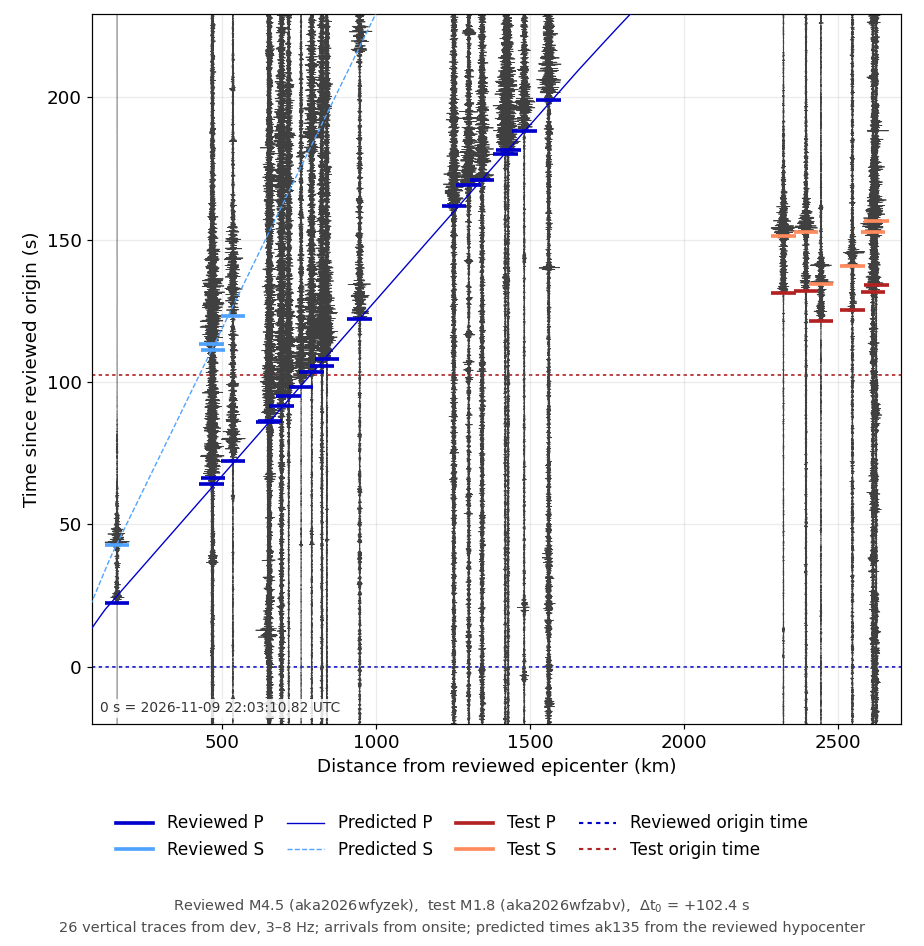 200
150
100
50
0
Time since reviewed origin (s)
0 s = 2026-11-09 22:03:10.82 UTC
500 1000 1500 2000 2500
Distance from reviewed epicenter (km)
Reviewed P Predicted P Test P Reviewed origin time
Reviewed S Predicted S Test S Test origin time
Reviewed M4.5 (aka2026wfyzek), test M1.8 (aka2026wfzabv), Δt₀ = +102.4 s
26 vertical traces from dev, 3–8 Hz; arrivals from onsite; predicted times ak135 from the reviewed hypocenter